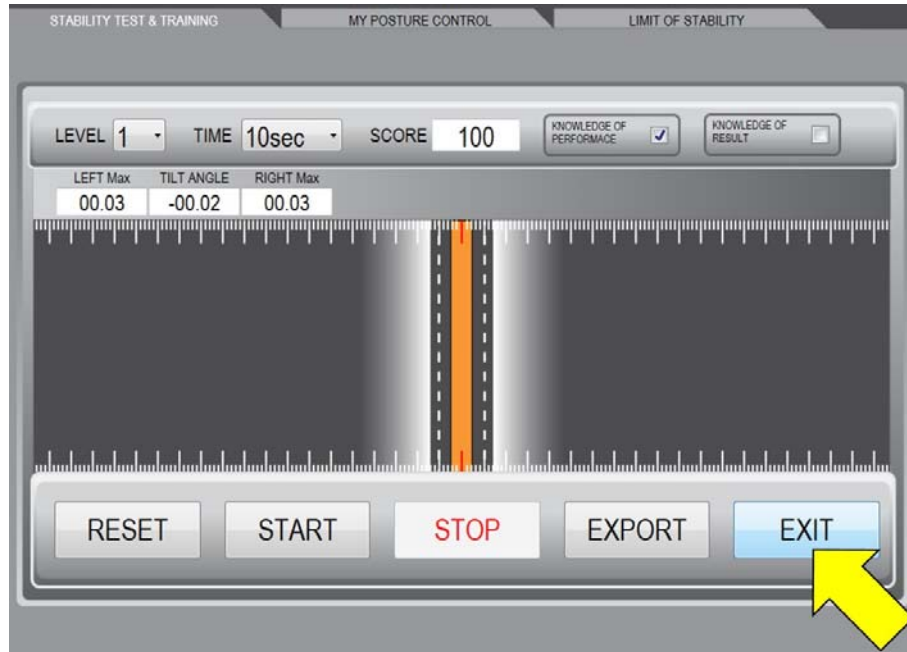 STABILITY TEST & TRAINING MY POSTURE CONTROL LIMIT OF STABILITY
LEVEL 1 TIME 10sec SCORE 100 KNOWLEDGE OF PERFORMACE KNOWLEDGE OF RESULT
LEFT Max TILT ANGLE RIGHT Max
00.03 -00.02 00.03
RESET START STOP EXPORT EXIT